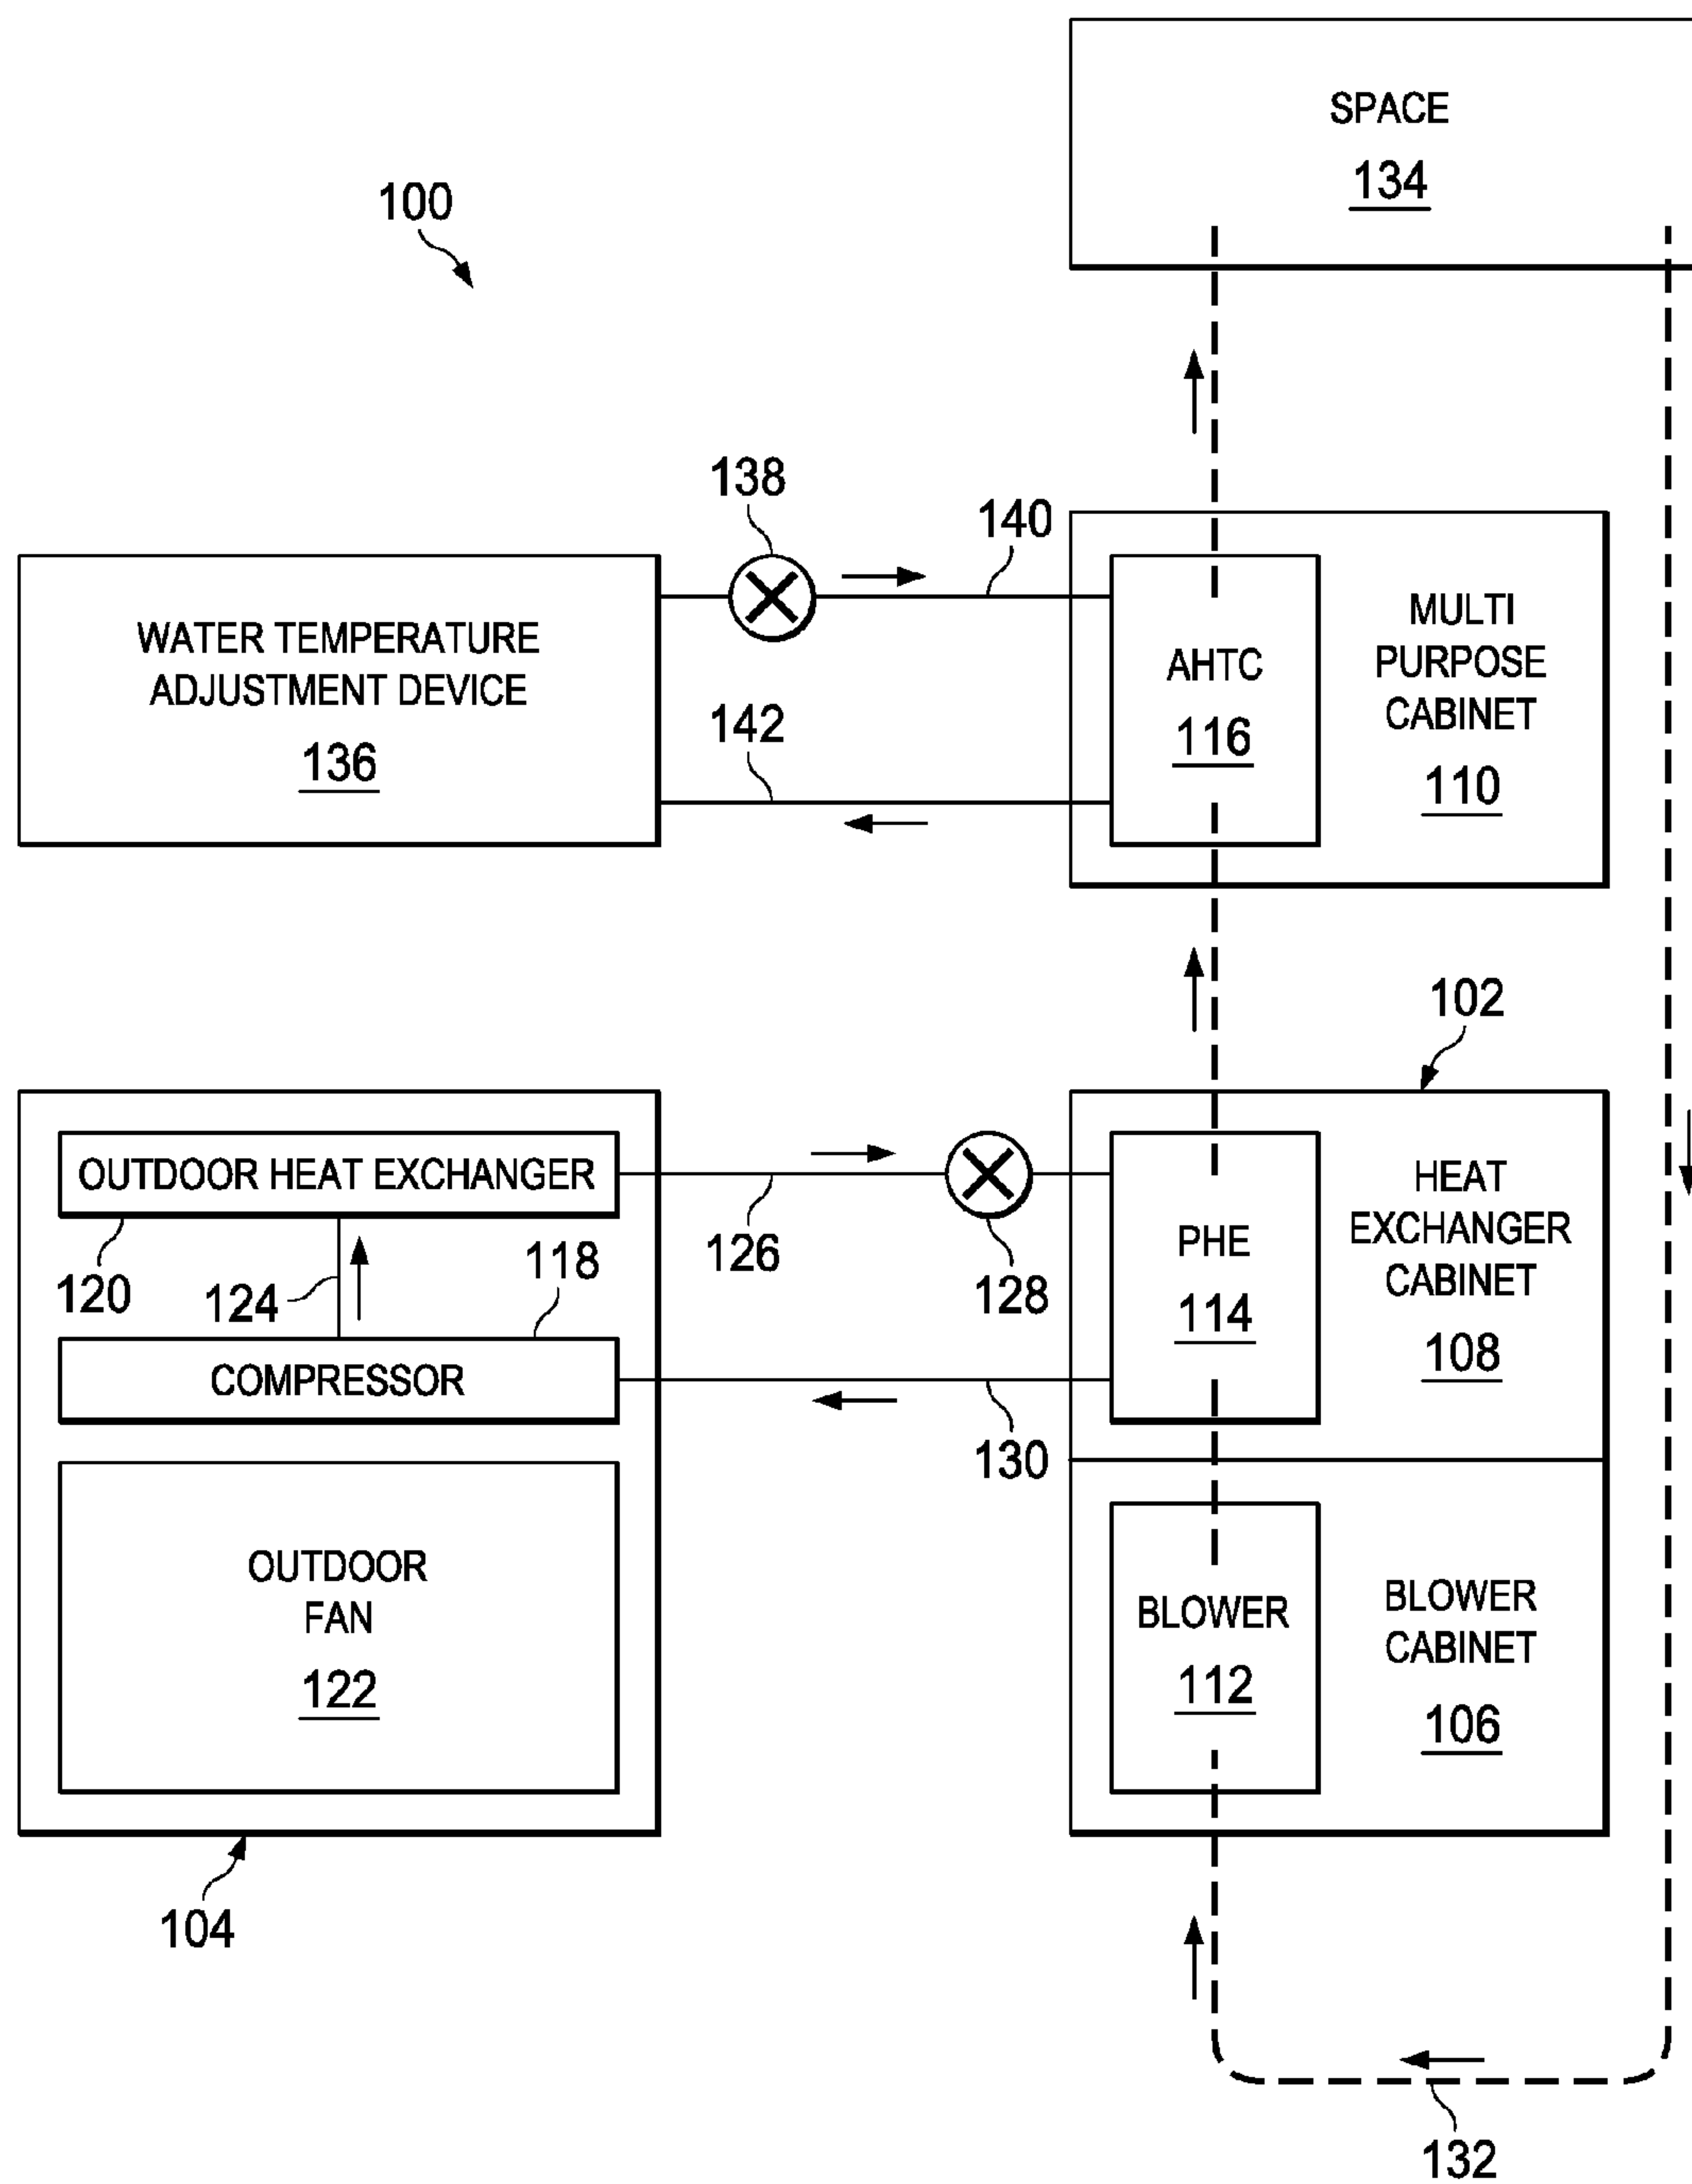 SPACE
134
100
138
140
WATER TEMPERATURE
ADJUSTMENT DEVICE
136
142
AHTC
116
MULTI
PURPOSE
CABINET
110
102
OUTDOOR HEAT EXCHANGER
120
124
118
126
128
PHE
114
HEAT
EXCHANGER
CABINET
108
COMPRESSOR
130
OUTDOOR
FAN
122
BLOWER
112
BLOWER
CABINET
106
104
132